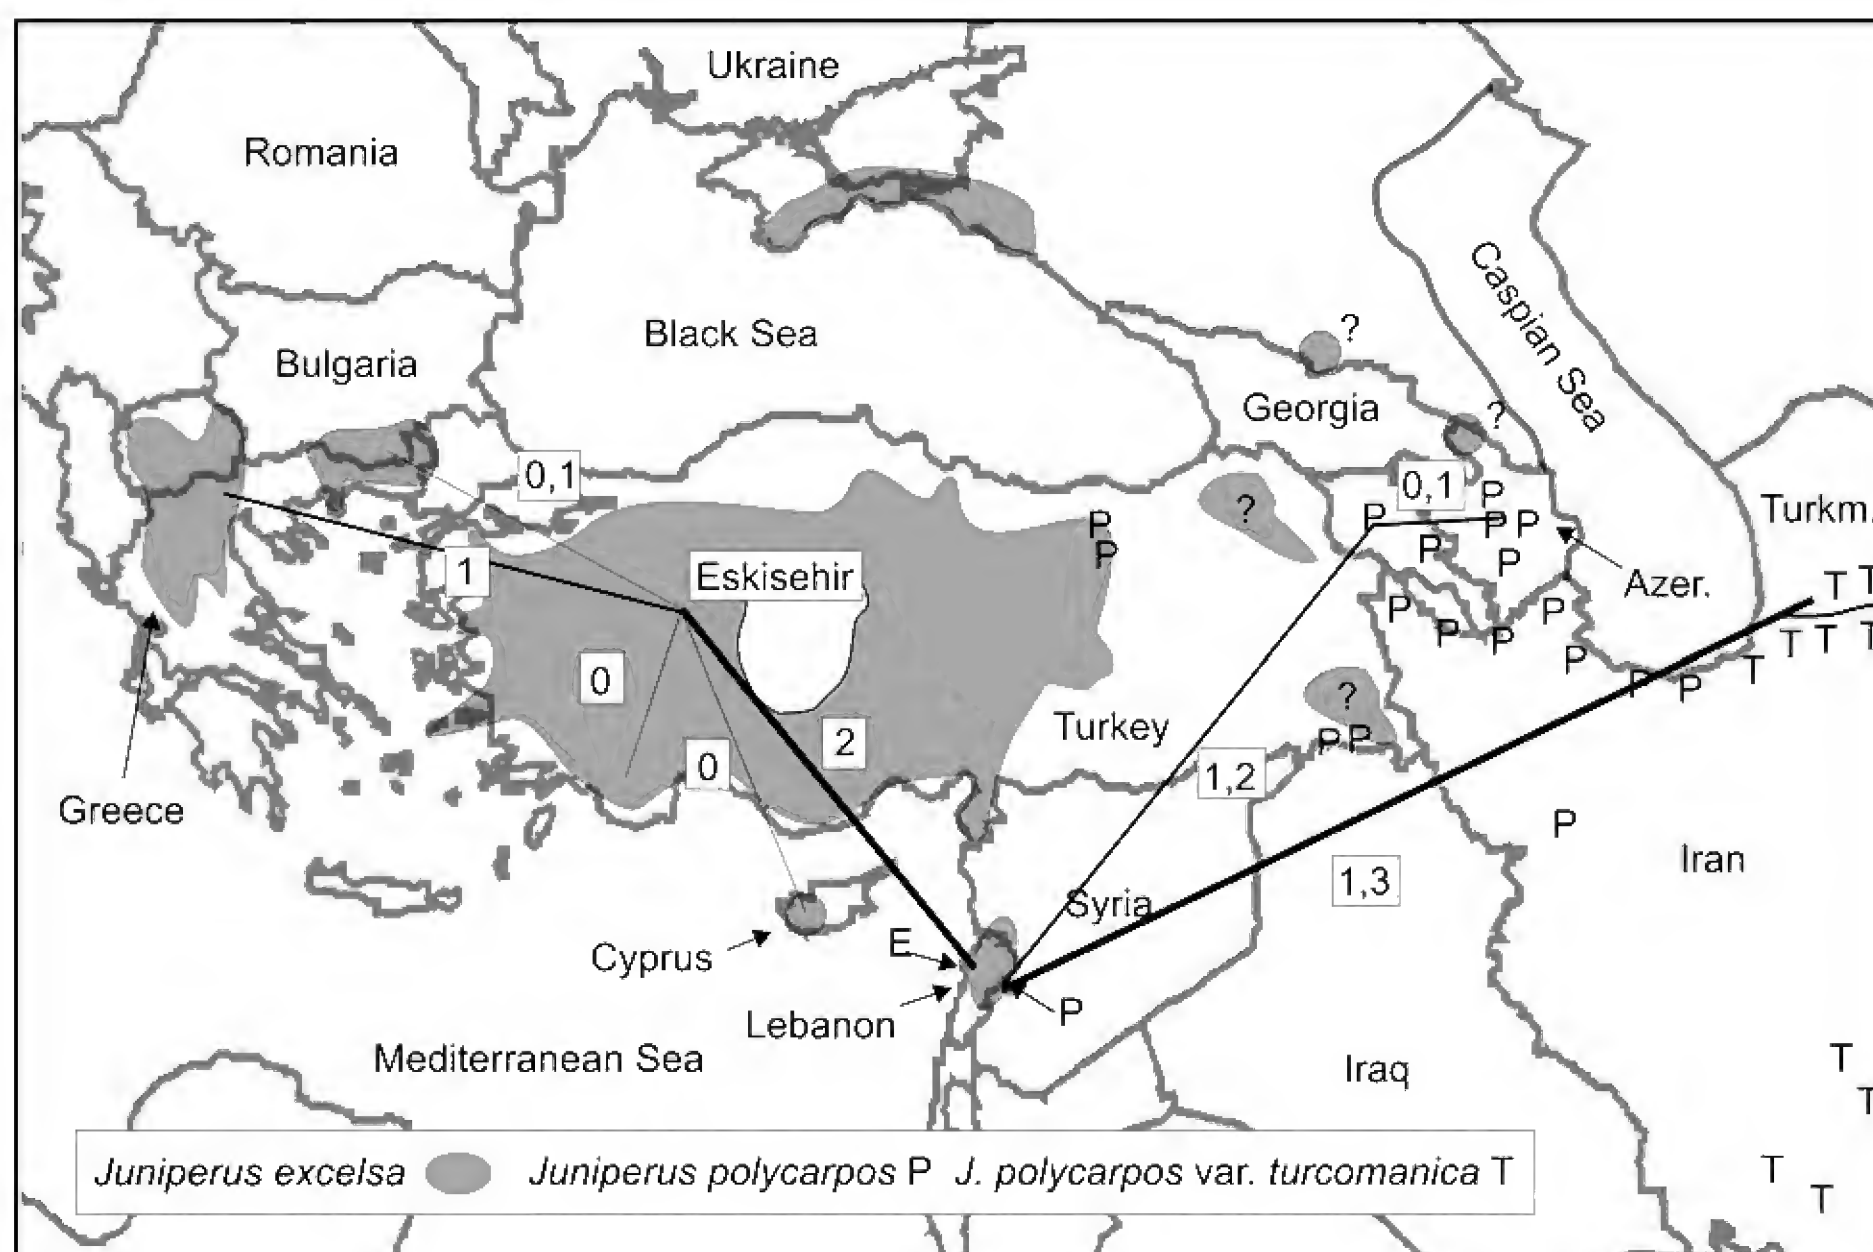 Ukraine
Romania
Caspian Sea
Black Sea
?
Bulgaria
Georgia
?
0,1
0,1
P
?
Turkm.
P
P
P P
P
P
P
Eskisehir
1
P
Azer.
T T
P
P
P
P
T T T
0
P
T
P
P
?
Turkey
2
P P
0
1,2
Greece
P
Iran
1,3
Syria
E
Cyprus
P
Lebanon
Mediterranean Sea
Iraq
T
T
Juniperus excelsa Juniperus polycarpos P J. polycarpos var. turcomanica T
T
T